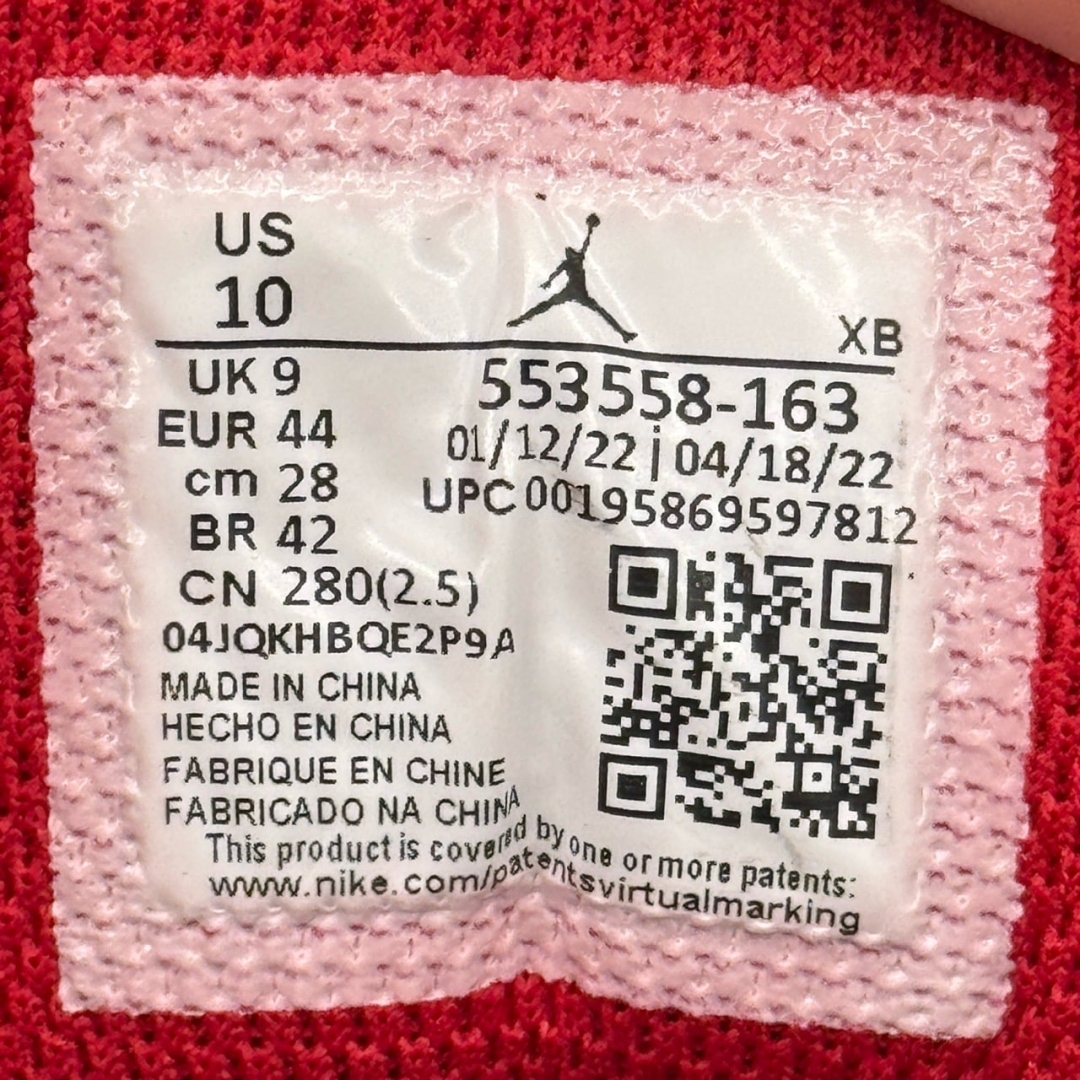 US
10
XB
UK 9
EUR 44
cm 28
BR 42
CN 280(2.5)
553558-163
01/12/22 | 04/18/22
UPC 00195869597812
04JQKHBQE2P9A
MADE IN CHINA
HECHO EN CHINA
FABRIQUE EN CHINE
FABRICADO NA CHINA
This product is covered by one or more patents:
www.nike.com/patentsvirtualmarking